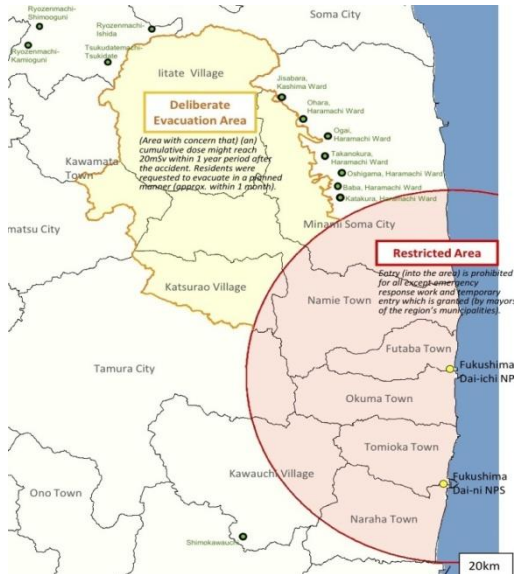 Ryozenmachi-
Shimooguni
Ryozenmachi-
Ishida
Soma City
Ryozenmachi-
Kamioguni
Tsukudatemachi-
Tsukidate
Iitate Village
Jisabara,
Kashima Ward
Deliberate
Evacuation Area
Ohara,
Haramachi Ward
Ogai,
Haramachi Ward
(Area with concern that) (an)
cumulative dose might reach
20mSv within 1 year period after
the accident. Residents were
requested to evacuate in a planned
manner (approx. within 1 month).
Takanokura,
Haramachi Ward
Kawamata
Town
Oshigama, Haramachi Ward
Baba, Haramachi Ward
Katakura, Haramachi Ward
matsu City
Minami Soma City
Restricted Area
Entry (into the area) is prohibited
for all except emergency
response work and temporary
entry which is granted (by mayors
of the region's municipalities).
Katsurao Village
Namie Town
Futaba Town
Tamura City
Fukushima
Dai-ichi NP
Okuma Town
Tomioka Town
Kawauchi Village
Fukushima
Dai-ni NPS
Ono Town
Naraha Town
Shimokawauchi
20km